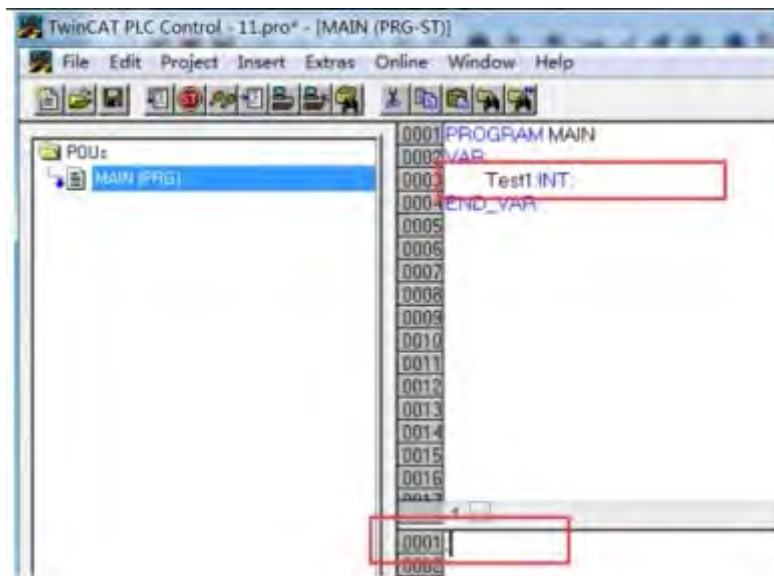 TwinCAT PLC Control - 11.pro* - [MAIN (PRG-ST)]
File Edit Project Insert Extras Online Window Help
POUs
MAIN (PRG)
0001 PROGRAM MAIN
0002 VAR
0003 Test1:INT;
0004 END_VAR
0005
0006
0007
0008
0009
0010
0011
0012
0013
0014
0015
0016
0017
0001 ;
0002